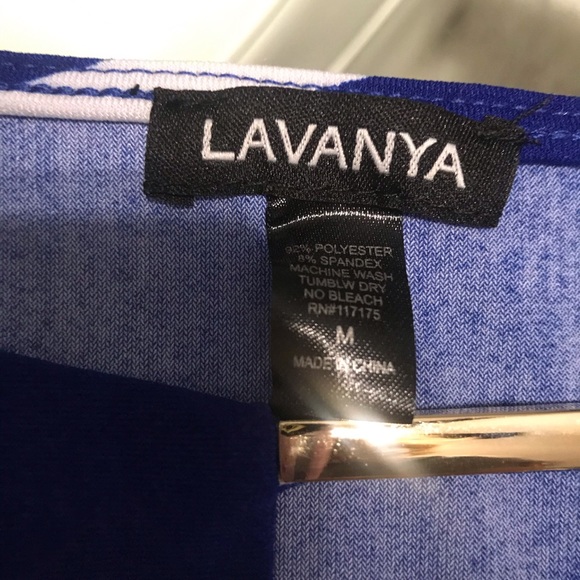 LAVANYA
92% POLYESTER
8% SPANDEX
MACHINE WASH
TUMBLW DRY
NO BLEACH
RN#117175
M
MADE IN CHINA